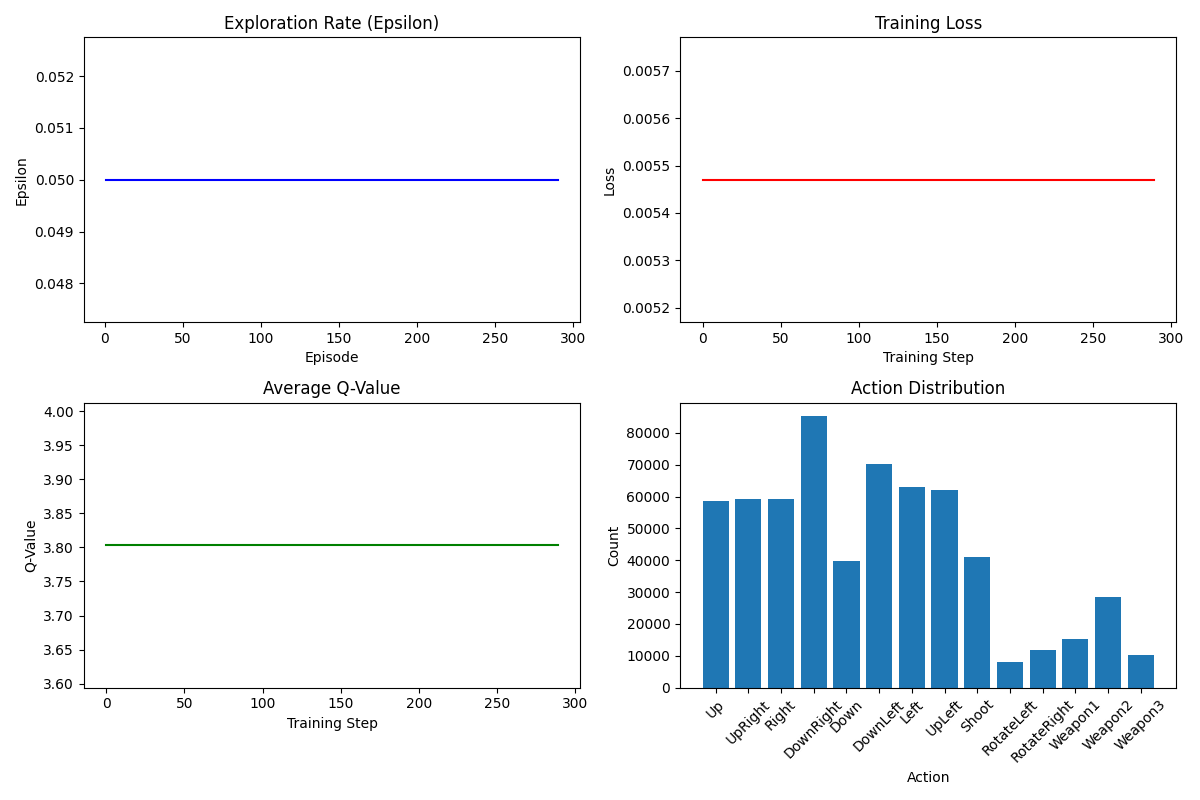 Exploration Rate (Epsilon)
0.052
0.051
0.050
0.049
0.048
Epsilon
0 50 100 150 200 250 300
Episode
Training Loss
0.0057
0.0056
0.0055
0.0054
0.0053
0.0052
Loss
0 50 100 150 200 250 300
Training Step
Average Q-Value
4.00
3.95
3.90
3.85
3.80
3.75
3.70
3.65
3.60
Q-Value
0 50 100 150 200 250 300
Training Step
Action Distribution
80000
70000
60000
50000
40000
30000
20000
10000
0
Count
Up
UpRight
Right
DownRight
Down
DownLeft
Left
UpLeft
Shoot
RotateLeft
RotateRight
Weapon1
Weapon2
Weapon3
Action